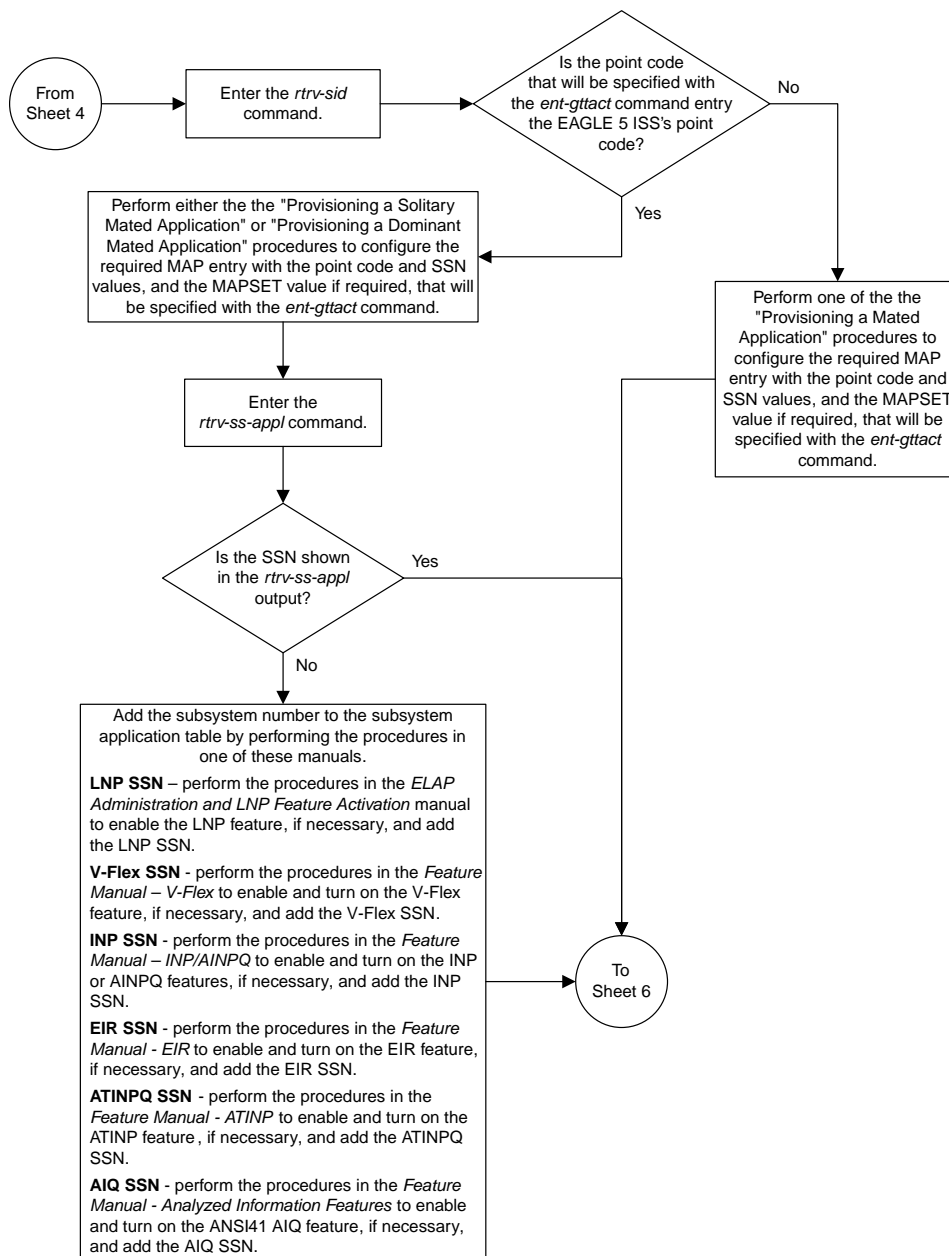 From
Sheet 4
Enter the rtrv-sid
command.
Is the point code
that will be specified with
the ent-gttact command entry
the EAGLE 5 ISS's point
code?
No
Yes
Perform either the the "Provisioning a Solitary
Mated Application" or "Provisioning a Dominant
Mated Application" procedures to configure the
required MAP entry with the point code and SSN
values, and the MAPSET value if required, that will
be specified with the ent-gttact command.
Perform one of the the
"Provisioning a Mated
Application" procedures to
configure the required MAP
entry with the point code and
SSN values, and the MAPSET
value if required, that will be
specified with the ent-gttact
command.
Enter the
rtrv-ss-appl command.
Is the SSN shown
in the rtrv-ss-appl
output?
Yes
No
Add the subsystem number to the subsystem
application table by performing the procedures in
one of these manuals.
LNP SSN – perform the procedures in the ELAP
Administration and LNP Feature Activation manual
to enable the LNP feature, if necessary, and add
the LNP SSN.
V-Flex SSN - perform the procedures in the Feature
Manual – V-Flex to enable and turn on the V-Flex
feature, if necessary, and add the V-Flex SSN.
INP SSN - perform the procedures in the Feature
Manual – INP/AINPQ to enable and turn on the INP
or AINPQ features, if necessary, and add the INP
SSN.
EIR SSN - perform the procedures in the Feature
Manual - EIR to enable and turn on the EIR feature,
if necessary, and add the EIR SSN.
ATINPQ SSN - perform the procedures in the
Feature Manual - ATINP to enable and turn on the
ATINP feature, if necessary, and add the ATINPQ
SSN.
AIQ SSN - perform the procedures in the Feature
Manual - Analyzed Information Features to enable
and turn on the ANSI41 AIQ feature, if necessary,
and add the AIQ SSN.
To
Sheet 6